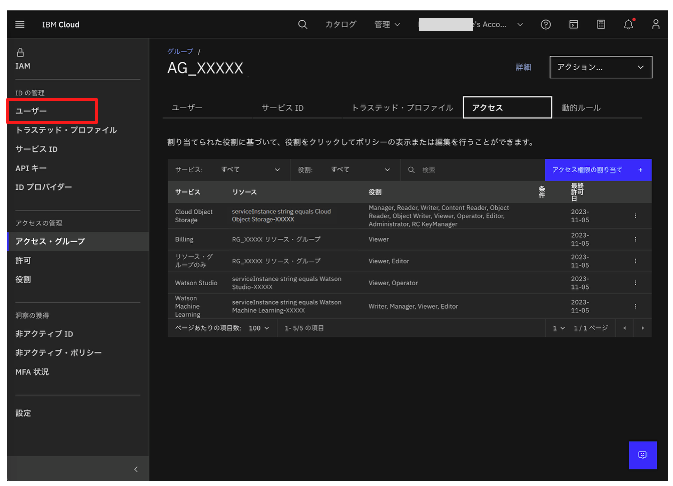 IBM Cloud
カタログ
管理
's Acco...
IAM
ID の管理
ユーザー
トラステッド・プロファイル
サービス ID
API キー
ID プロバイダー
アクセスの管理
アクセス・グループ
許可
役割
洞察の獲得
非アクティブ ID
非アクティブ・ポリシー
MFA 状況
設定
グループ /
AG_XXXXX
詳細
アクション...
ユーザー
サービス ID
トラステッド・プロファイル
アクセス
動的ルール
割り当てられた役割に基づいて、役割をクリックしてポリシーの表示または編集を行うことができます。
サービス: すべて
役割: すべて
検索
アクセス権限の割り当て +
サービス
リソース
役割
条件
最終許可日
Cloud Object
Storage
serviceInstance string equals Cloud
Object Storage-XXXXX
Manager, Reader, Writer, Content Reader, Object
Reader, Object Writer, Viewer, Operator, Editor,
Administrator, RC KeyManager
2023-
11-05
Billing
RG_XXXXX リソース・グループ
Viewer
2023-
11-05
リソース・グ
ループのみ
RG_XXXXX リソース・グループ
Viewer, Editor
2023-
11-05
Watson Studio
serviceInstance string equals Watson
Studio-XXXXX
Viewer, Operator
2023-
11-05
Watson
Machine
Learning
serviceInstance string equals Watson
Machine Learning-XXXXX
Writer, Manager, Viewer, Editor
2023-
11-05
ページあたりの項目数: 100
1- 5/5 の項目
1
1 / 1 ページ